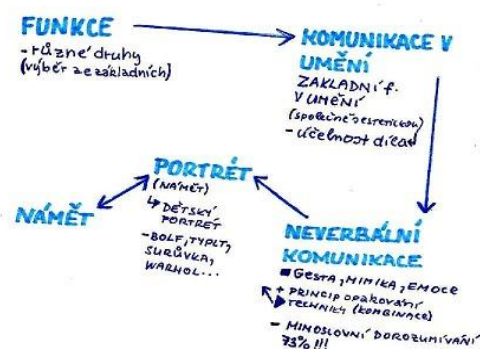 FUNKCE
- různé druhy
(výběr ze základních)
KOMUNIKACE V
UMĚNÍ
ZÁKLADNÍ f.
V UMĚNÍ
(společně s estetickou)
- účelnost díla
PORTRÉT
(NÁMĚT)
↳ DĚTSKÝ
PORTRÉT
- BOLF, TYPLT,
SURŮVKA,
WARHOL...
NÁMĚT
NEVERBÁLNÍ
KOMUNIKACE
GESTA, MIMIKA, EMOCE
+ PRINCIP opakování
TECHNIKY (KOMBINACE)
- MIMOSLOVNÍ DOROZUMÍVÁNÍ
73% !!!